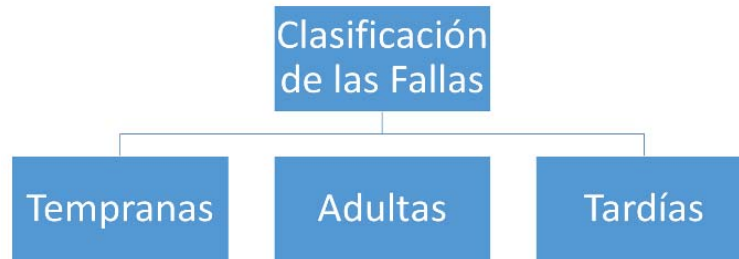 Clasificación
de las Fallas
Tempranas
Adultas
Tardías